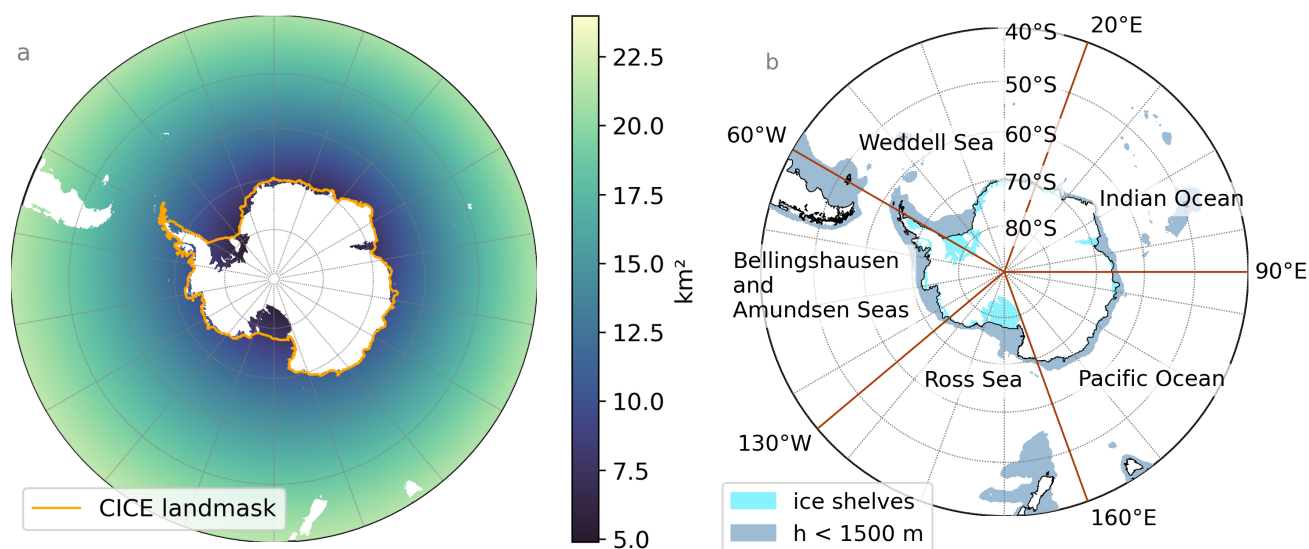 a
22.5
20.0
17.5
15.0
12.5
10.0
7.5
5.0
km²
CICE landmask
b
40°S
50°S
60°S
70°S
80°S
20°E
60°W
90°E
130°W
160°E
Weddell Sea
Indian Ocean
Bellingshausen
and
Amundsen Seas
Ross Sea
Pacific Ocean
ice shelves
h < 1500 m